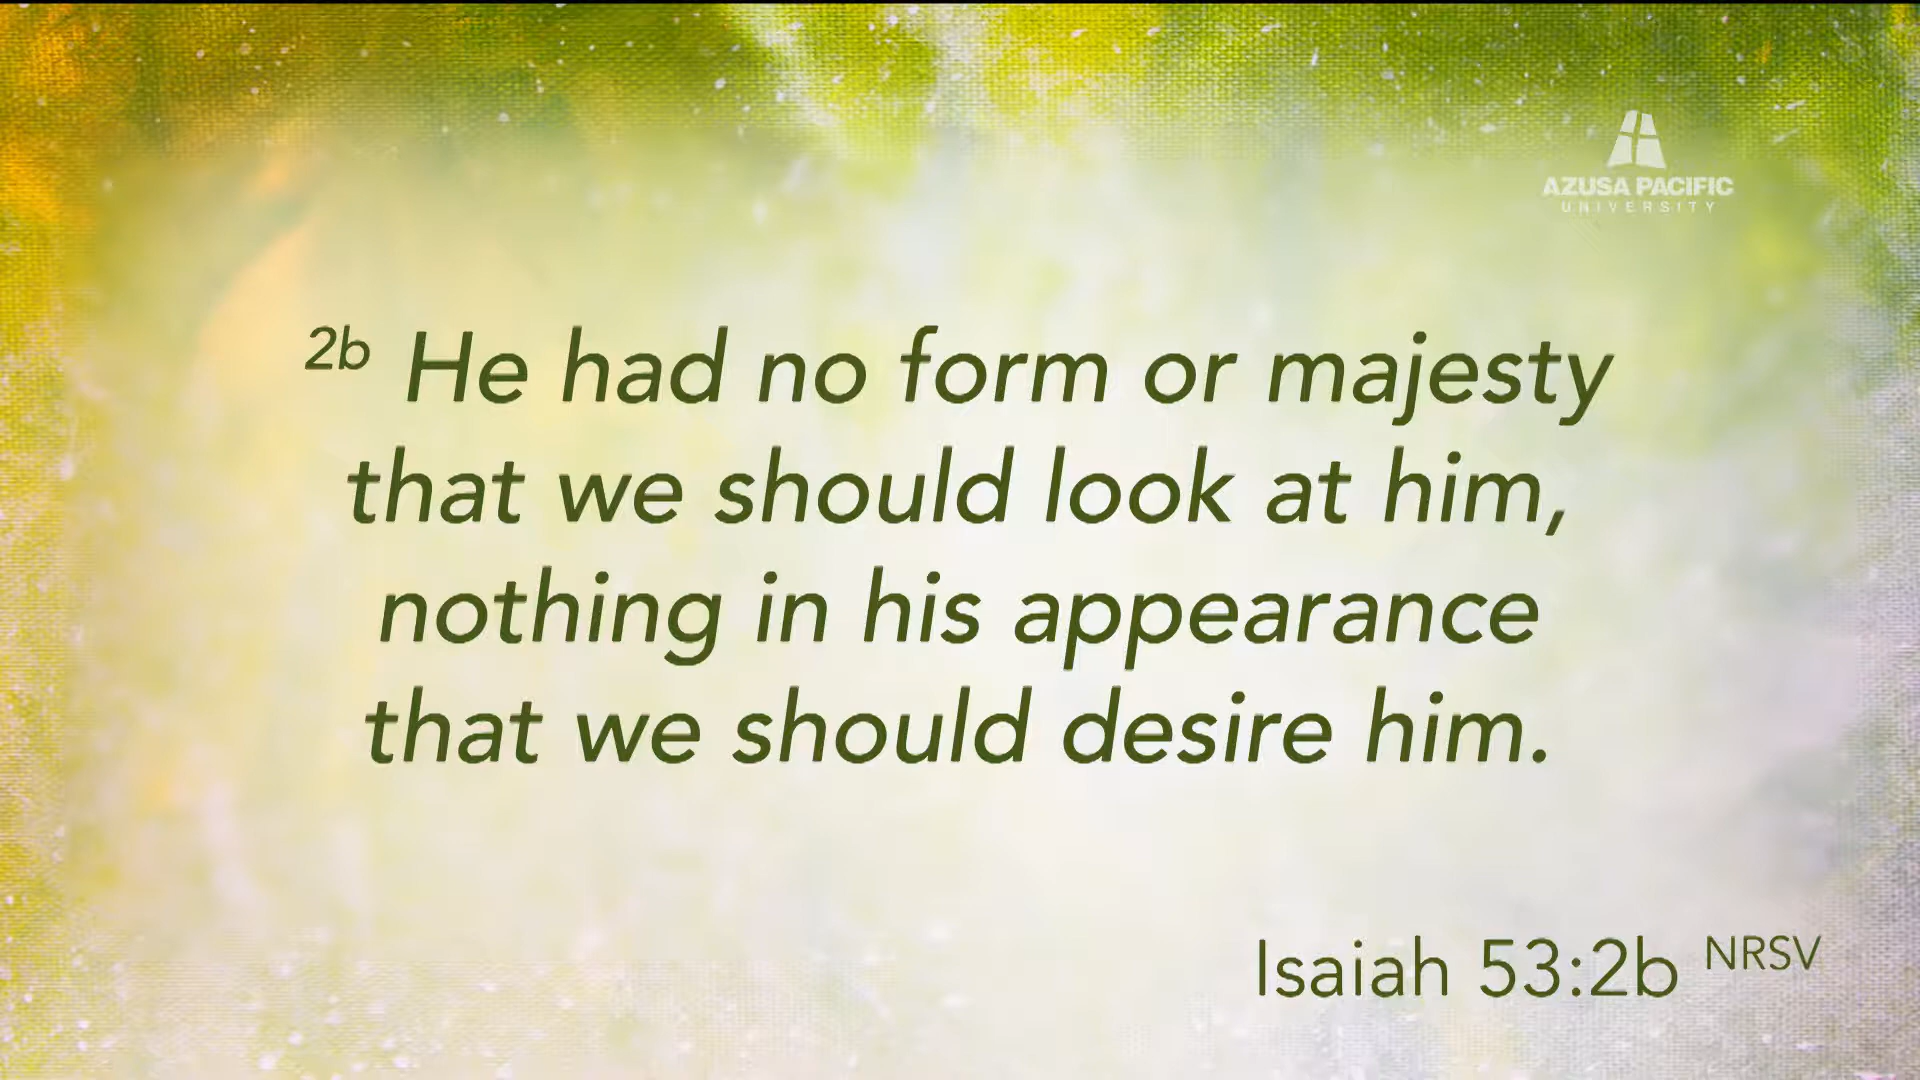 AZUSA PACIFIC
UNIVERSITY
2b He had no form or majesty
that we should look at him,
nothing in his appearance
that we should desire him.
Isaiah 53:2b NRSV